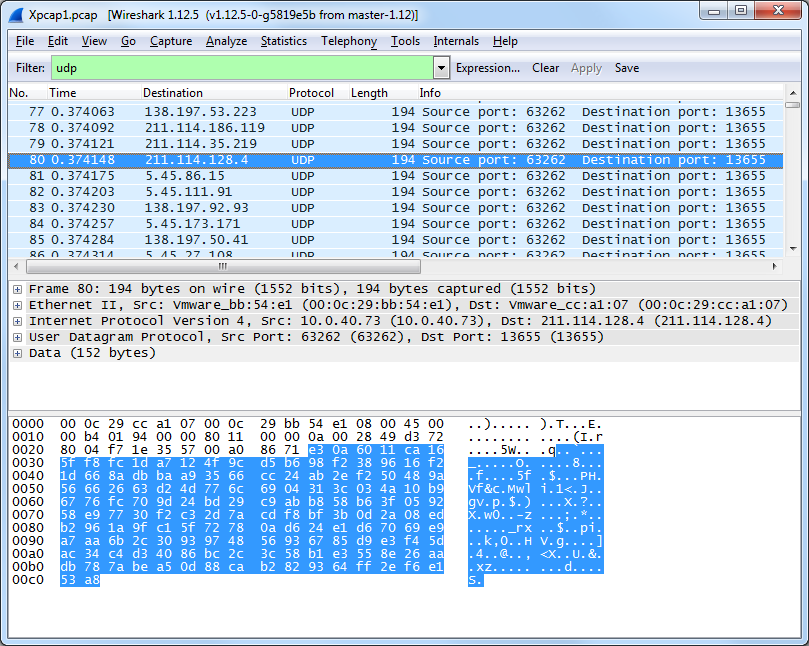 Xpcap1.pcap [Wireshark 1.12.5 (v1.12.5-0-g5819e5b from master-1.12)]
File Edit View Go Capture Analyze Statistics Telephony Tools Internals Help
Filter: udp Expression... Clear Apply Save
No. Time Destination Protocol Length Info
77 0.374063 138.197.53.223 UDP 194 Source port: 63262 Destination port: 13655
78 0.374092 211.114.186.119 UDP 194 Source port: 63262 Destination port: 13655
79 0.374121 211.114.35.219 UDP 194 Source port: 63262 Destination port: 13655
80 0.374148 211.114.128.4 UDP 194 Source port: 63262 Destination port: 13655
81 0.374175 5.45.86.15 UDP 194 Source port: 63262 Destination port: 13655
82 0.374203 5.45.111.91 UDP 194 Source port: 63262 Destination port: 13655
83 0.374230 138.197.92.93 UDP 194 Source port: 63262 Destination port: 13655
84 0.374257 5.45.173.171 UDP 194 Source port: 63262 Destination port: 13655
85 0.374284 138.197.50.41 UDP 194 Source port: 63262 Destination port: 13655
86 0.374314 5.45.27.108 UDP 194 Source port: 63262 Destination port: 13655
Frame 80: 194 bytes on wire (1552 bits), 194 bytes captured (1552 bits)
Ethernet II, Src: Vmware_bb:54:e1 (00:0c:29:bb:54:e1), Dst: Vmware_cc:a1:07 (00:0c:29:cc:a1:07)
Internet Protocol Version 4, Src: 10.0.40.73 (10.0.40.73), Dst: 211.114.128.4 (211.114.128.4)
User Datagram Protocol, Src Port: 63262 (63262), Dst Port: 13655 (13655)
Data (152 bytes)
0000 00 0c 29 cc a1 07 00 0c 29 bb 54 e1 08 00 45 00 ..)..... ).T...E.
0010 00 b4 01 94 00 00 80 11 00 00 0a 00 28 49 d3 72 ........ ....(I.r
0020 80 04 f7 1e 35 57 00 a0 86 71 e3 0a 60 11 ca 16 ....5W.. .q..`...
0030 5f f8 fc 1d a7 12 4f 9c d5 b6 98 f2 38 96 16 f2 _.....O. ....8...
0040 1d 66 8a db ba a9 35 66 cc 24 ab 2e f2 50 48 9a .f....5f .$...PH.
0050 56 66 26 63 d2 4d 77 6c 69 04 31 3c 03 4a 10 b9 Vf&c.Mwl i.1<.J..
0060 67 76 fc 70 9d 24 bd 29 c9 ab b8 58 b6 3f 05 92 gv.p.$.) ...X.?..
0070 58 e9 77 30 f2 c3 2d 7a cd f8 bf 3b 0d 2a 08 ed X.w0..-z ...;.*..
0080 b2 96 1a 9f c1 5f 72 78 0a d6 24 e1 d6 70 69 e9 ....._rx ..$..pi.
0090 a7 aa 6b 2c 30 93 97 48 56 93 67 85 d9 e3 f4 5d ..k,0..H V.g....]
00a0 ac 34 c4 d3 40 86 bc 2c 3c 58 b1 e3 55 8e 26 aa .4..@.., <X..U.&.
00b0 db 78 7a be a5 0d 88 ca b2 82 93 64 ff 2e f6 e1 .xz..... ...d....
00c0 53 a8 S.